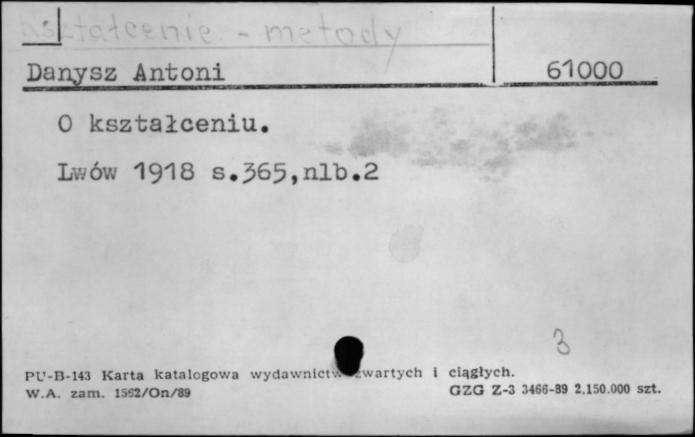 kształcenie - metody
Danysz Antoni 61000
O kształceniu.
Lwów 1918 s.365,nlb.2
3
PU-B-143 Karta katalogowa wydawnictw zwartych i ciągłych.
W.A. zam. 1562/On/89 GZG Z-3 3466-89 2.150.000 szt.